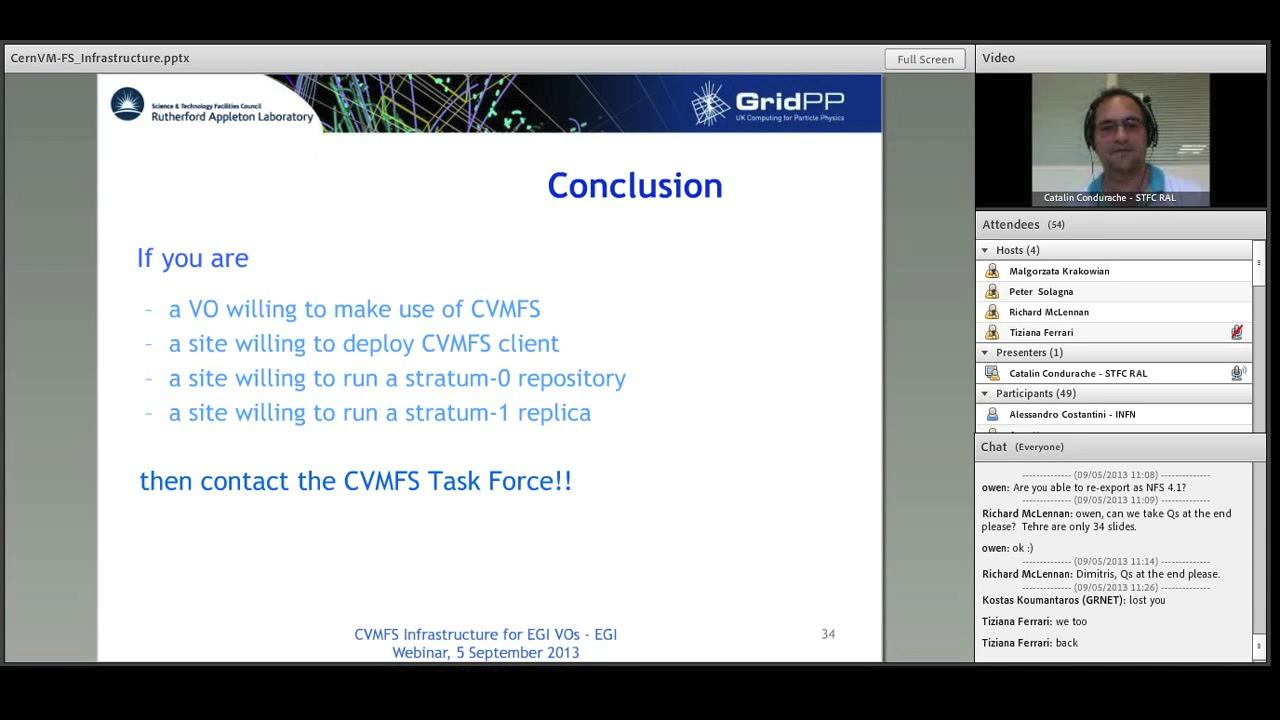 CernVM-FS_Infrastructure.pptx
Full Screen
Science & Technology Facilities Council
Rutherford Appleton Laboratory
GridPP
UK Computing for Particle Physics
Conclusion
If you are
- a VO willing to make use of CVMFS
- a site willing to deploy CVMFS client
- a site willing to run a stratum-0 repository
- a site willing to run a stratum-1 replica
then contact the CVMFS Task Force!!
CVMFS Infrastructure for EGI VOs - EGI
Webinar, 5 September 2013
34
Video
Catalin Condurache - STFC RAL
Attendees (54)
Hosts (4)
Malgorzata Krakowian
Peter Solagna
Richard McLennan
Tiziana Ferrari
Presenters (1)
Catalin Condurache - STFC RAL
Participants (49)
Alessandro Costantini - INFN
Chat (Everyone)
-------------- (09/05/2013 11:08) --------------
owen: Are you able to re-export as NFS 4.1?
-------------- (09/05/2013 11:09) --------------
Richard McLennan: owen, can we take Qs at the end
please? Tehre are only 34 slides.
owen: ok :)
-------------- (09/05/2013 11:14) --------------
Richard McLennan: Dimitris, Qs at the end please.
-------------- (09/05/2013 11:26) --------------
Kostas Koumantaros (GRNET): lost you
Tiziana Ferrari: we too
Tiziana Ferrari: back